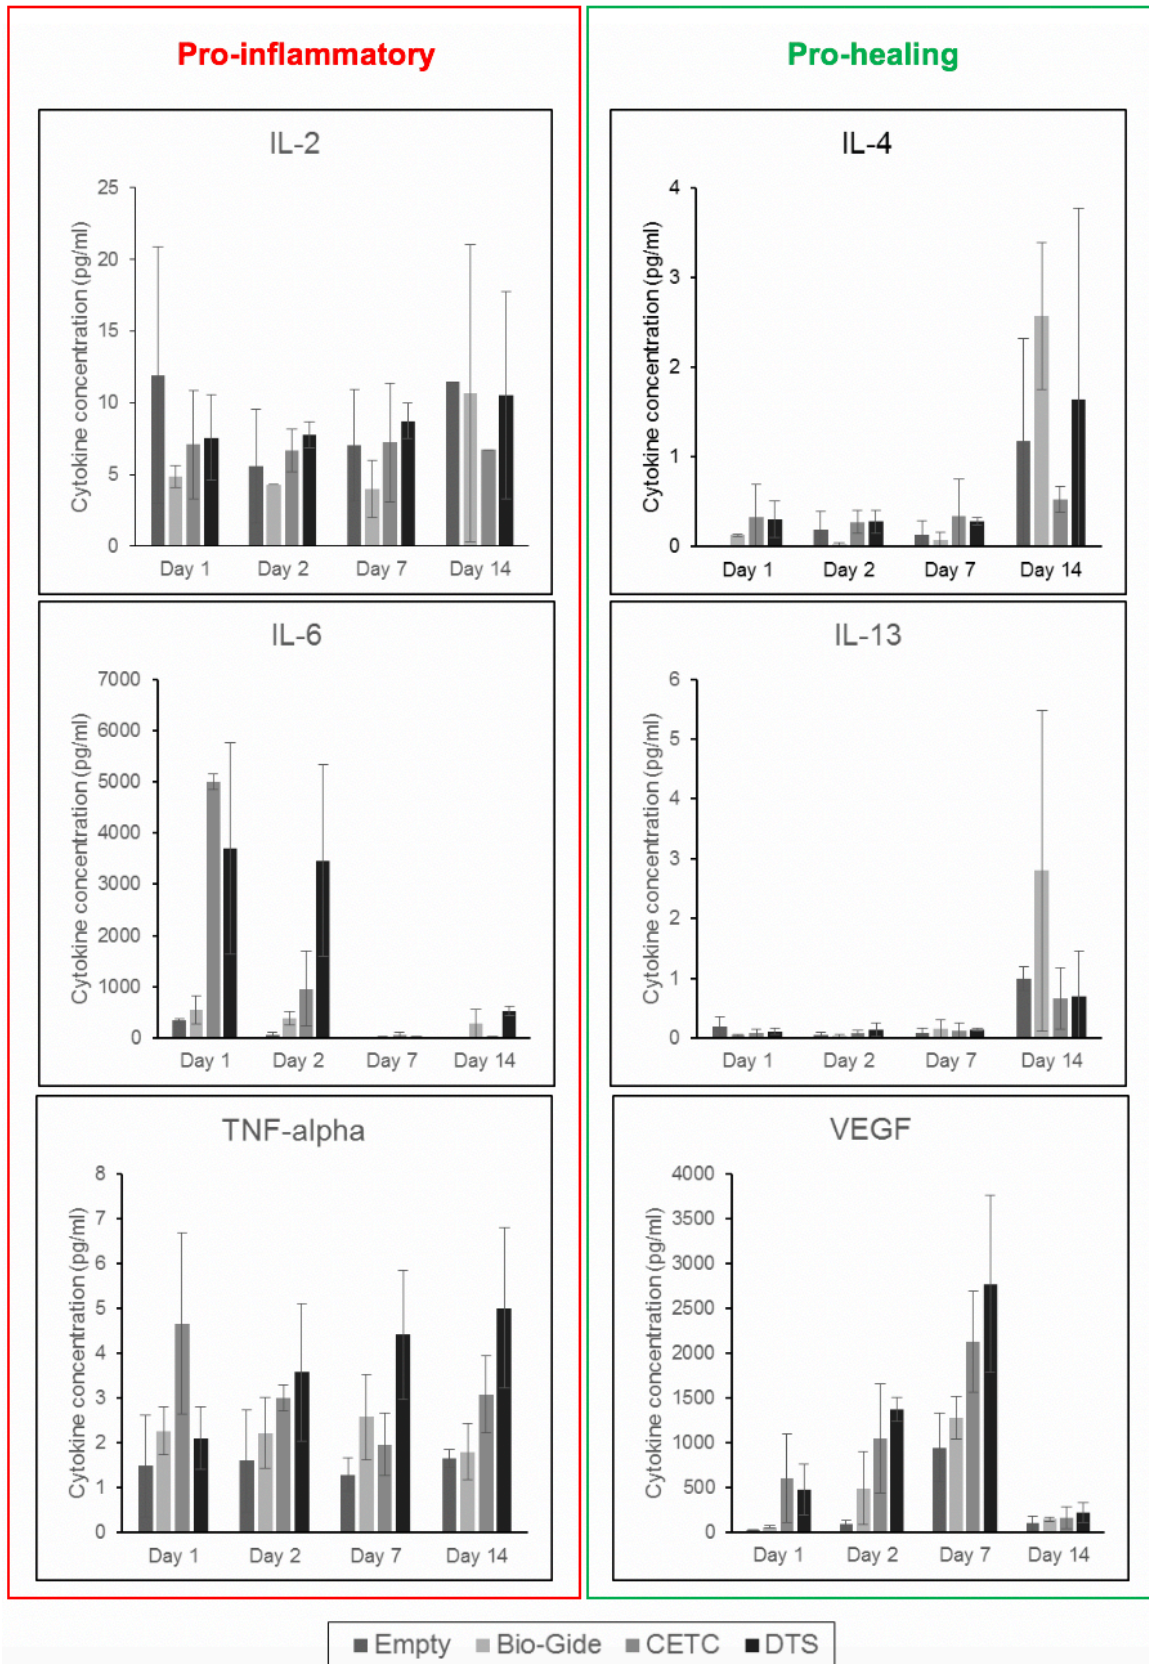 Pro-inflammatory
IL-2
Cytokine concentration (pg/ml)
25
20
15
10
5
0
Day 1 Day 2 Day 7 Day 14
IL-6
Cytokine concentration (pg/ml)
7000
6000
5000
4000
3000
2000
1000
0
Day 1 Day 2 Day 7 Day 14
TNF-alpha
Cytokine concentration (pg/ml)
8
7
6
5
4
3
2
1
0
Day 1 Day 2 Day 7 Day 14
Pro-healing
IL-4
Cytokine concentration (pg/ml)
4
3
2
1
0
Day 1 Day 2 Day 7 Day 14
IL-13
Cytokine concentration (pg/ml)
6
5
4
3
2
1
0
Day 1 Day 2 Day 7 Day 14
VEGF
Cytokine concentration (pg/ml)
4000
3500
3000
2500
2000
1500
1000
500
0
Day 1 Day 2 Day 7 Day 14
Empty Bio-Gide CETC DTS